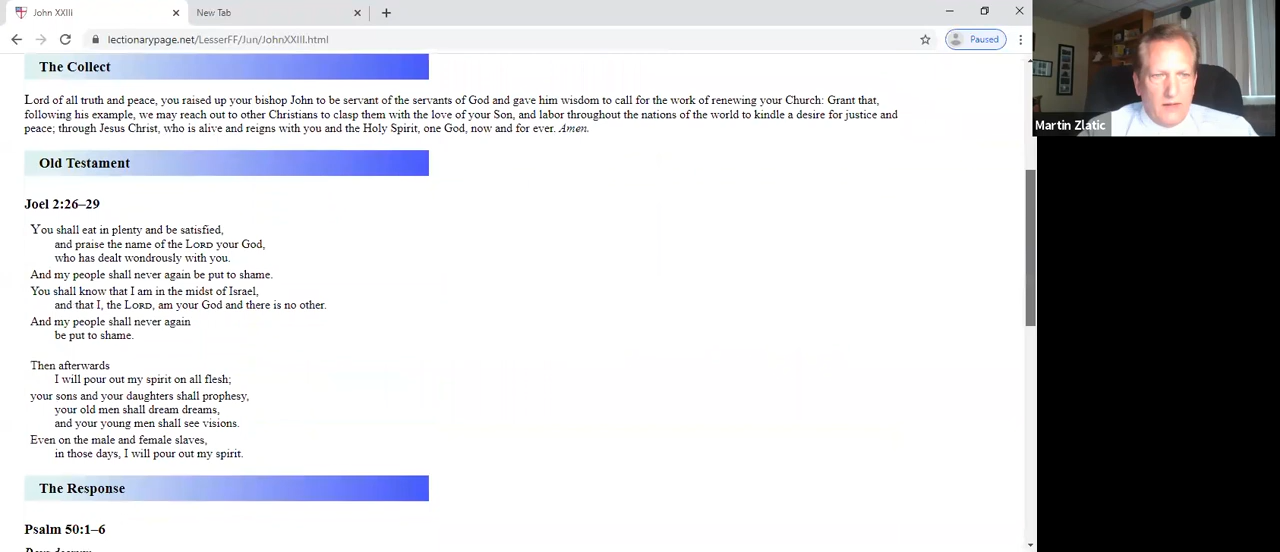 John XXIII
New Tab
lectionarypage.net/LesserFF/Jun/JohnXXIII.html
Paused
The Collect
Lord of all truth and peace, you raised up your bishop John to be servant of the servants of God and gave him wisdom to call for the work of renewing your Church: Grant that,
following his example, we may reach out to other Christians to clasp them with the love of your Son, and labor throughout the nations of the world to kindle a desire for justice and
peace; through Jesus Christ, who is alive and reigns with you and the Holy Spirit, one God, now and for ever. Amen.
Old Testament
Joel 2:26–29
You shall eat in plenty and be satisfied,
and praise the name of the LORD your God,
who has dealt wondrously with you.
And my people shall never again be put to shame.
You shall know that I am in the midst of Israel,
and that I, the LORD, am your God and there is no other.
And my people shall never again
be put to shame.
Then afterwards
I will pour out my spirit on all flesh;
your sons and your daughters shall prophesy,
your old men shall dream dreams,
and your young men shall see visions.
Even on the male and female slaves,
in those days, I will pour out my spirit.
The Response
Psalm 50:1–6
Martin Zlatic